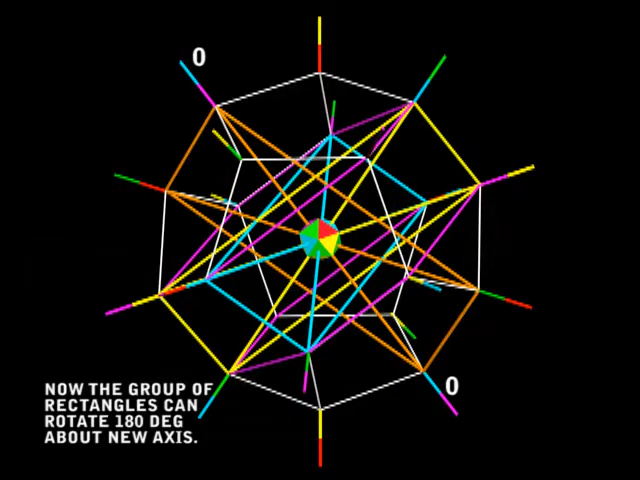 0
0
NOW THE GROUP OF
RECTANGLES CAN
ROTATE 180 DEG
ABOUT NEW AXIS.